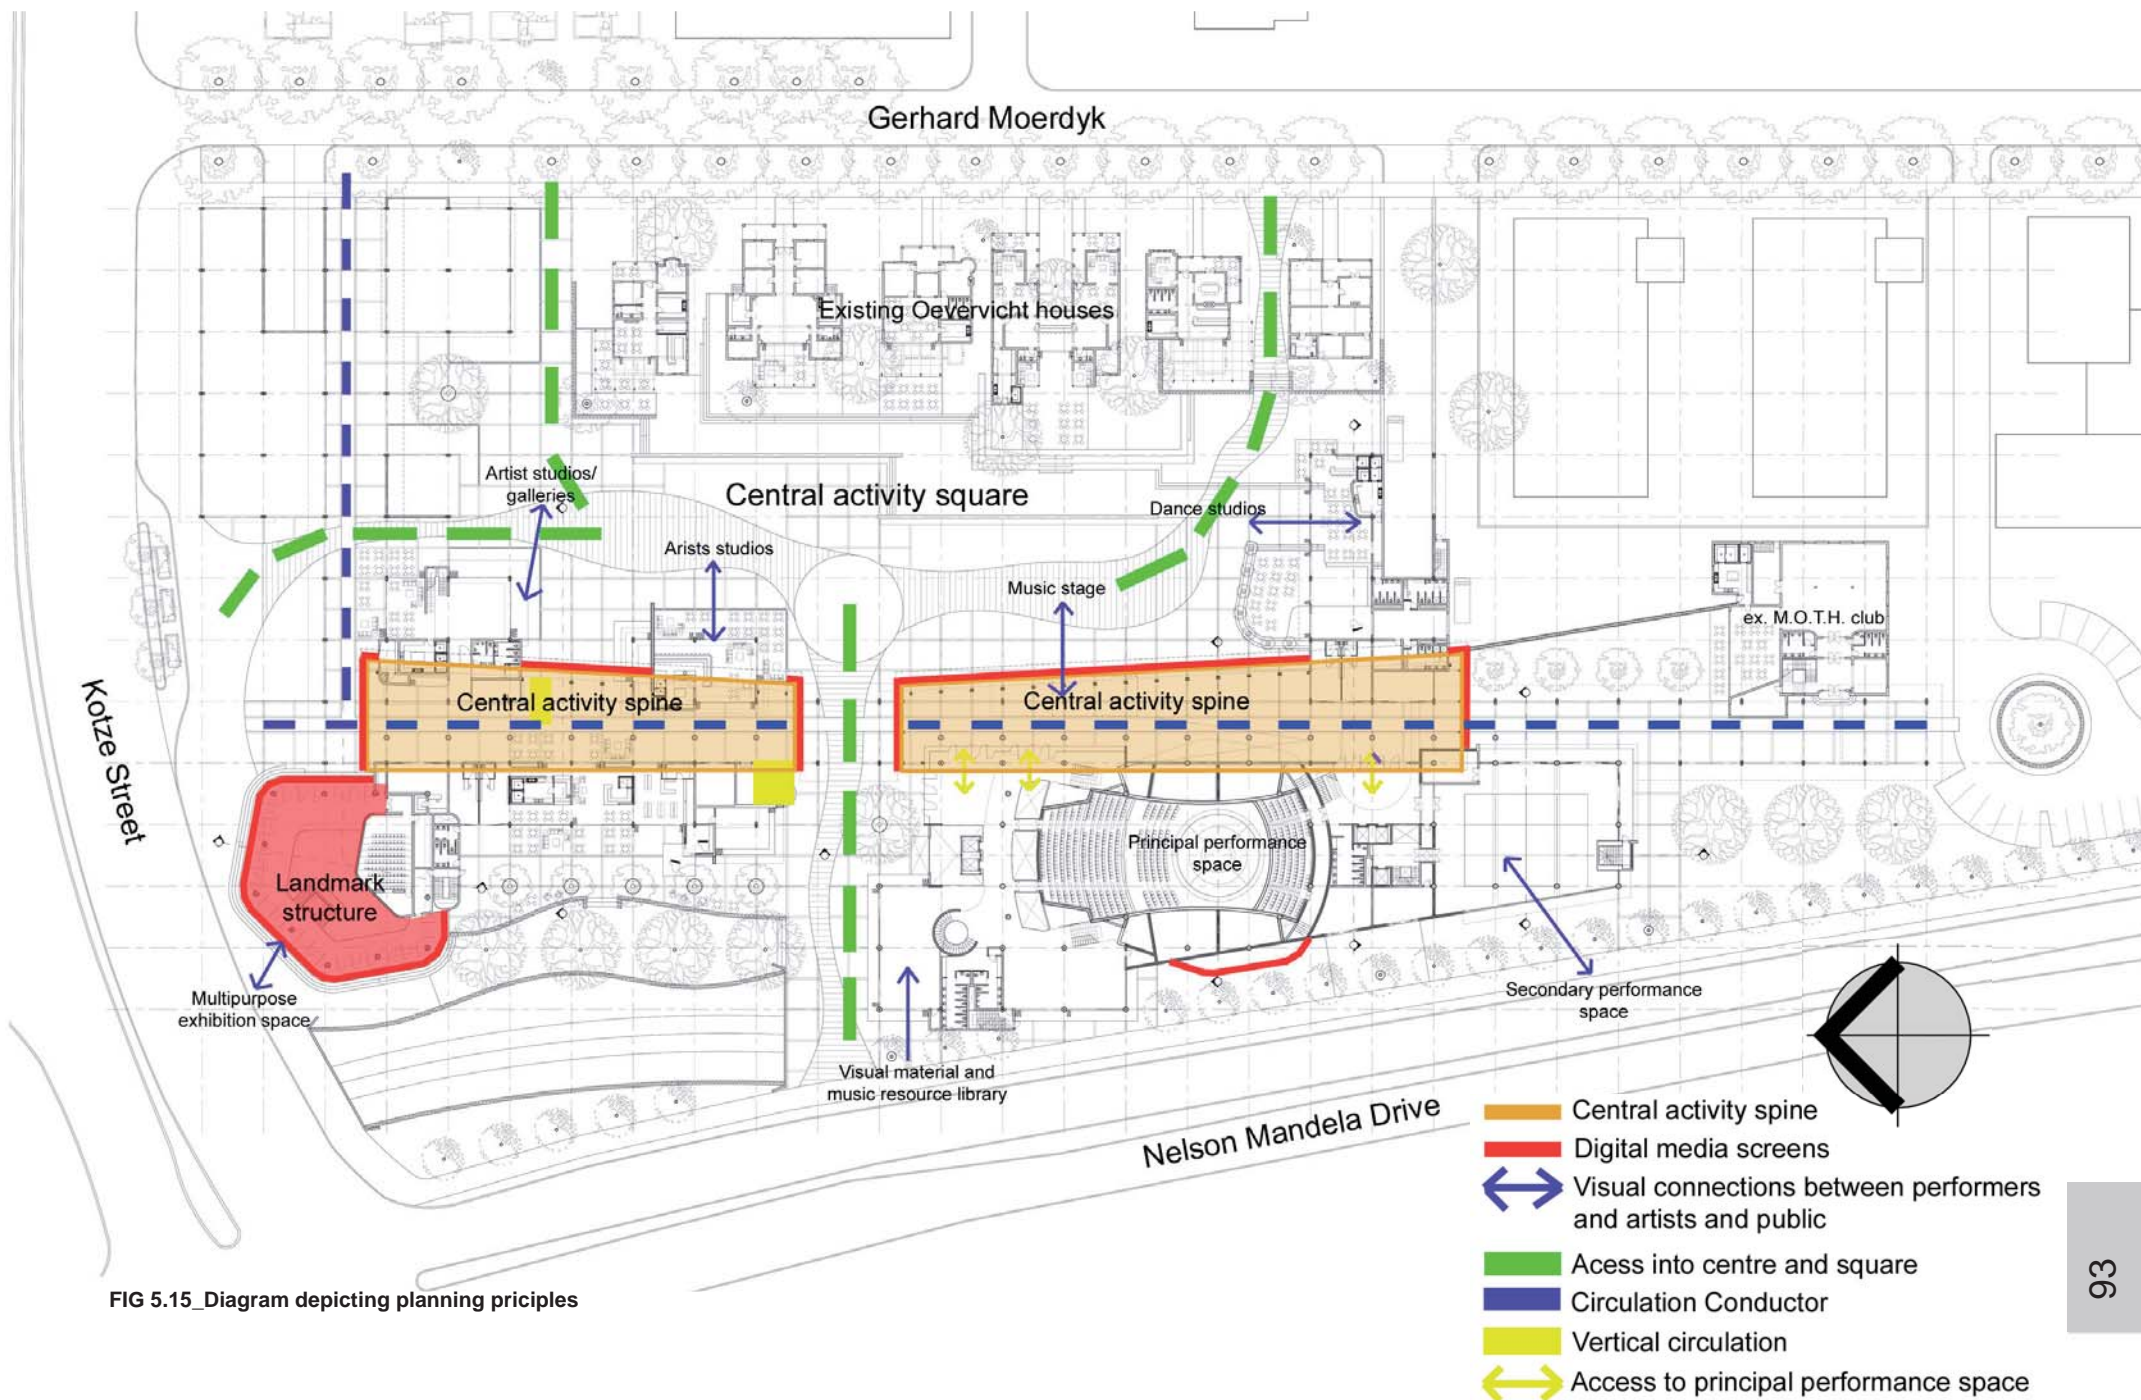 Gerhard Moerdyk
Existing Oevervicht houses
Artist studios/
galleries
Central activity square
Dance studios
Arists studios
Music stage
ex. M.O.T.H. club
Central activity spine
Central activity spine
Kotze Street
Principal performance
space
Landmark
structure
Multipurpose
exhibition space
Secondary performance
space
Visual material and
music resource library
Nelson Mandela Drive
Central activity spine
Digital media screens
Visual connections between performers
and artists and public
Acess into centre and square
Circulation Conductor
Vertical circulation
Access to principal performance space
FIG 5.15_Diagram depicting planning priciples
93